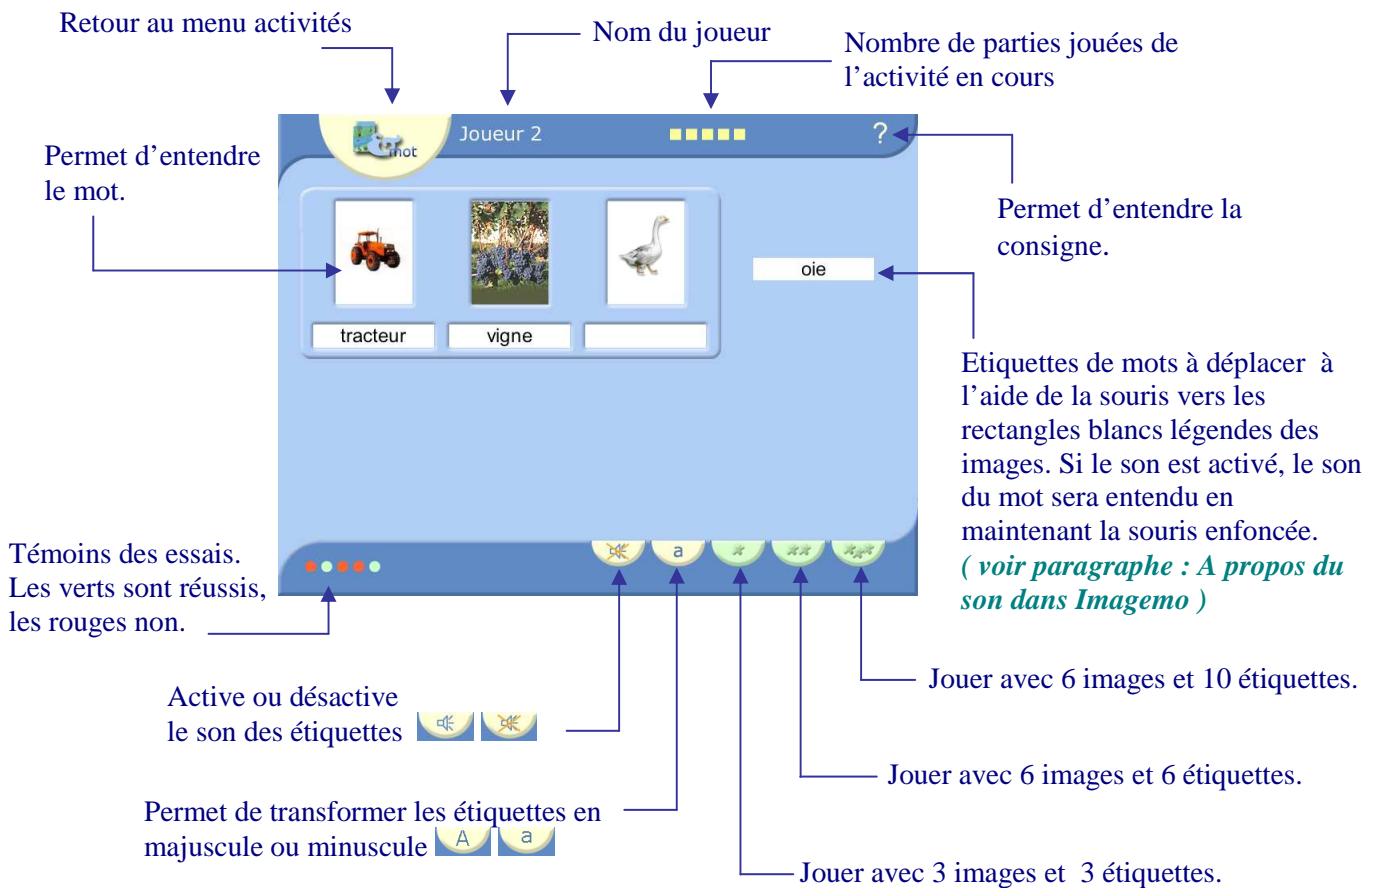 Retour au menu activités
Nom du joueur
Nombre de parties jouées de
l’activité en cours
Permet d’entendre
le mot.
mot
Joueur 2
?
Permet d’entendre la
consigne.
oie
tracteur
vigne
Etiquettes de mots à déplacer à
l’aide de la souris vers les
rectangles blancs légendes des
images. Si le son est activé, le son
du mot sera entendu en
maintenant la souris enfoncée.
( voir paragraphe : A propos du
son dans Imagemo )
Témoins des essais.
Les verts sont réussis,
les rouges non.
a
Jouer avec 6 images et 10 étiquettes.
Active ou désactive
le son des étiquettes
Jouer avec 6 images et 6 étiquettes.
Permet de transformer les étiquettes en
majuscule ou minuscule A a
Jouer avec 3 images et 3 étiquettes.